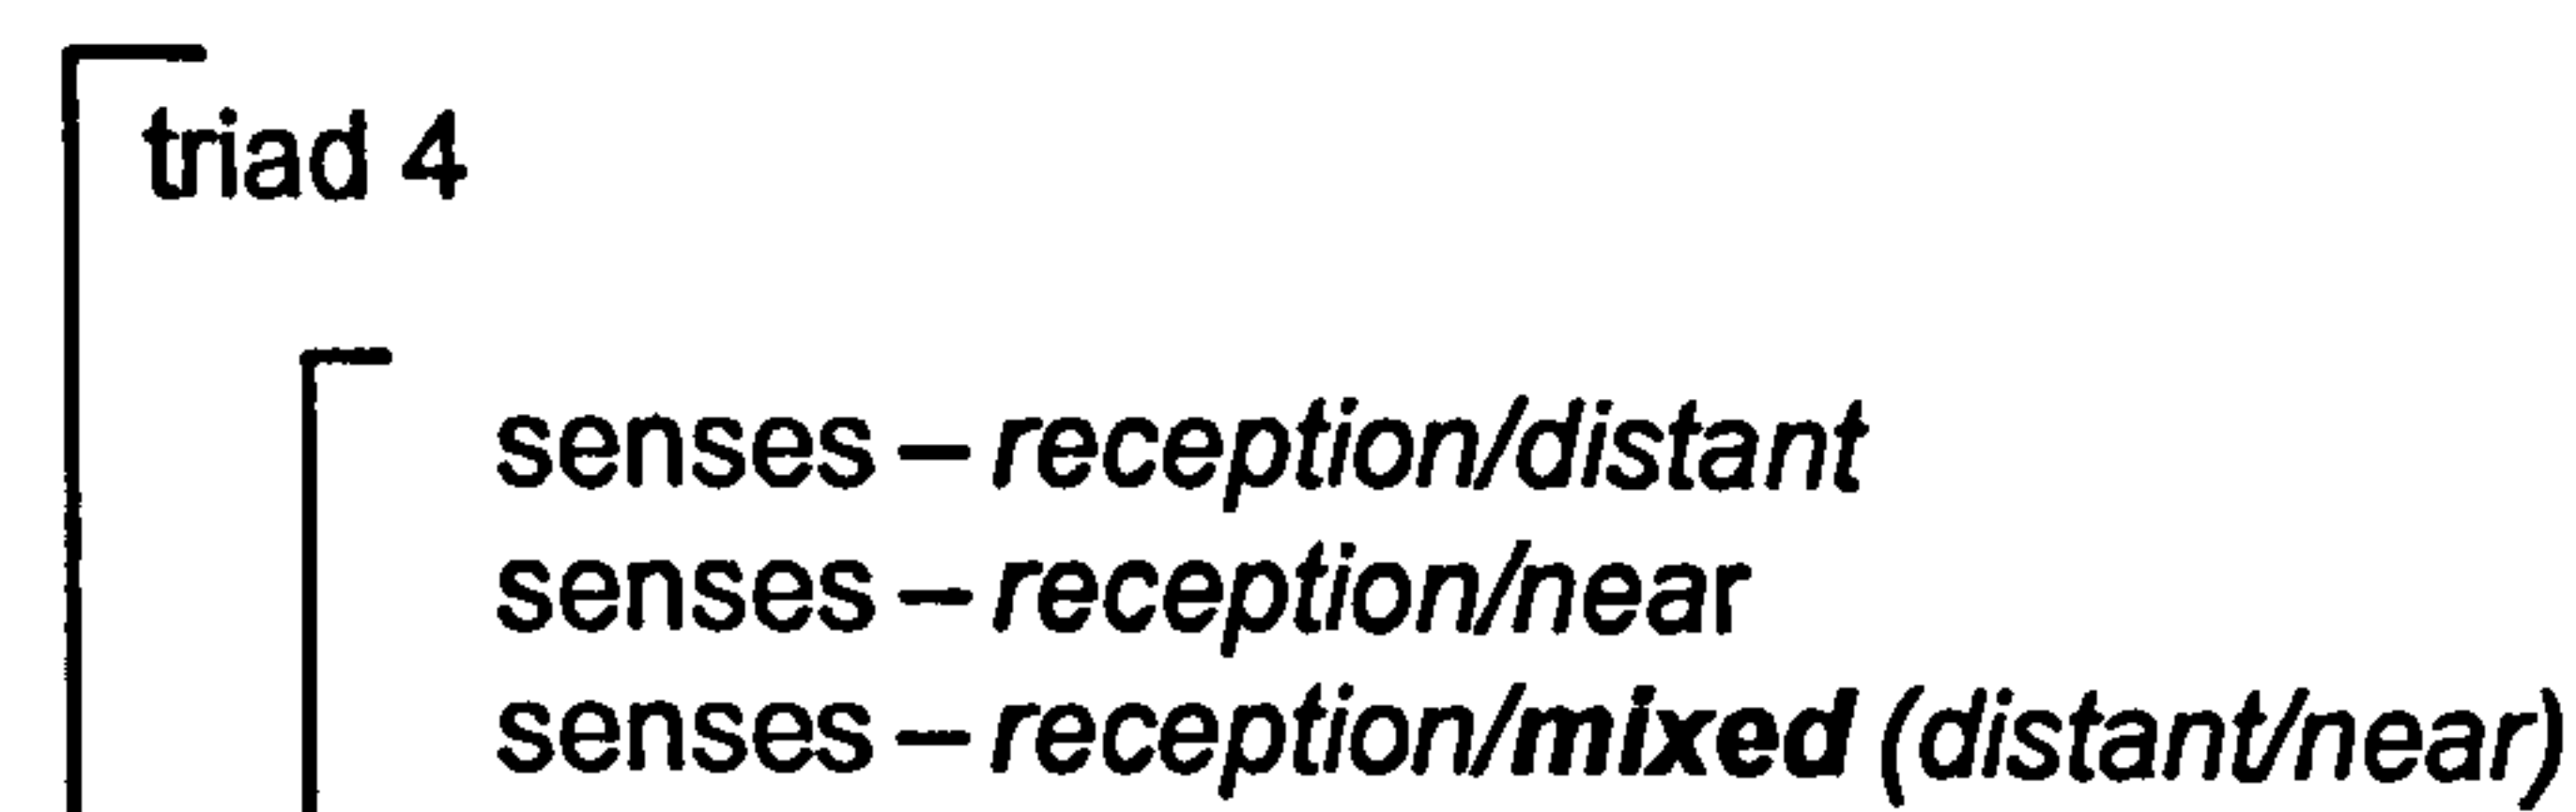 triad 4
senses – reception/distant
senses – reception/near
senses – reception/mixed (distant/near)